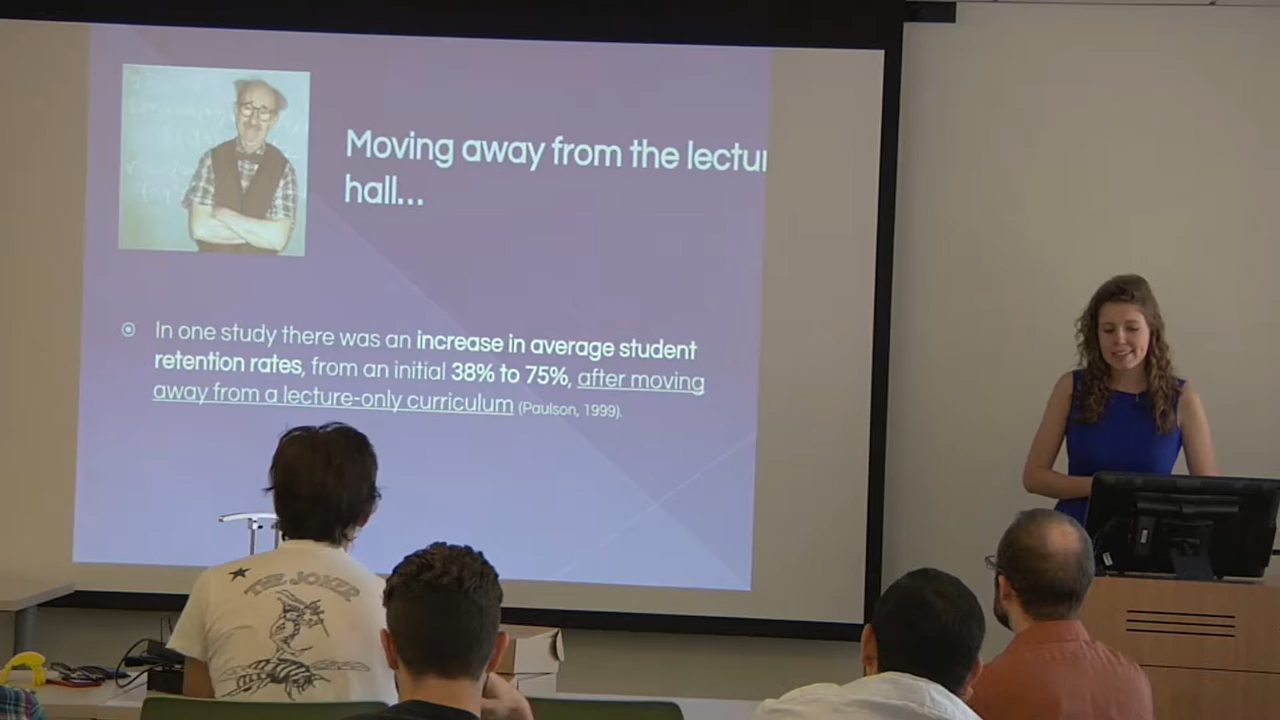 Moving away from the lectur
hall...
In one study there was an increase in average student
retention rates, from an initial 38% to 75%, after moving
away from a lecture-only curriculum (Paulson, 1999).
THE JOKER